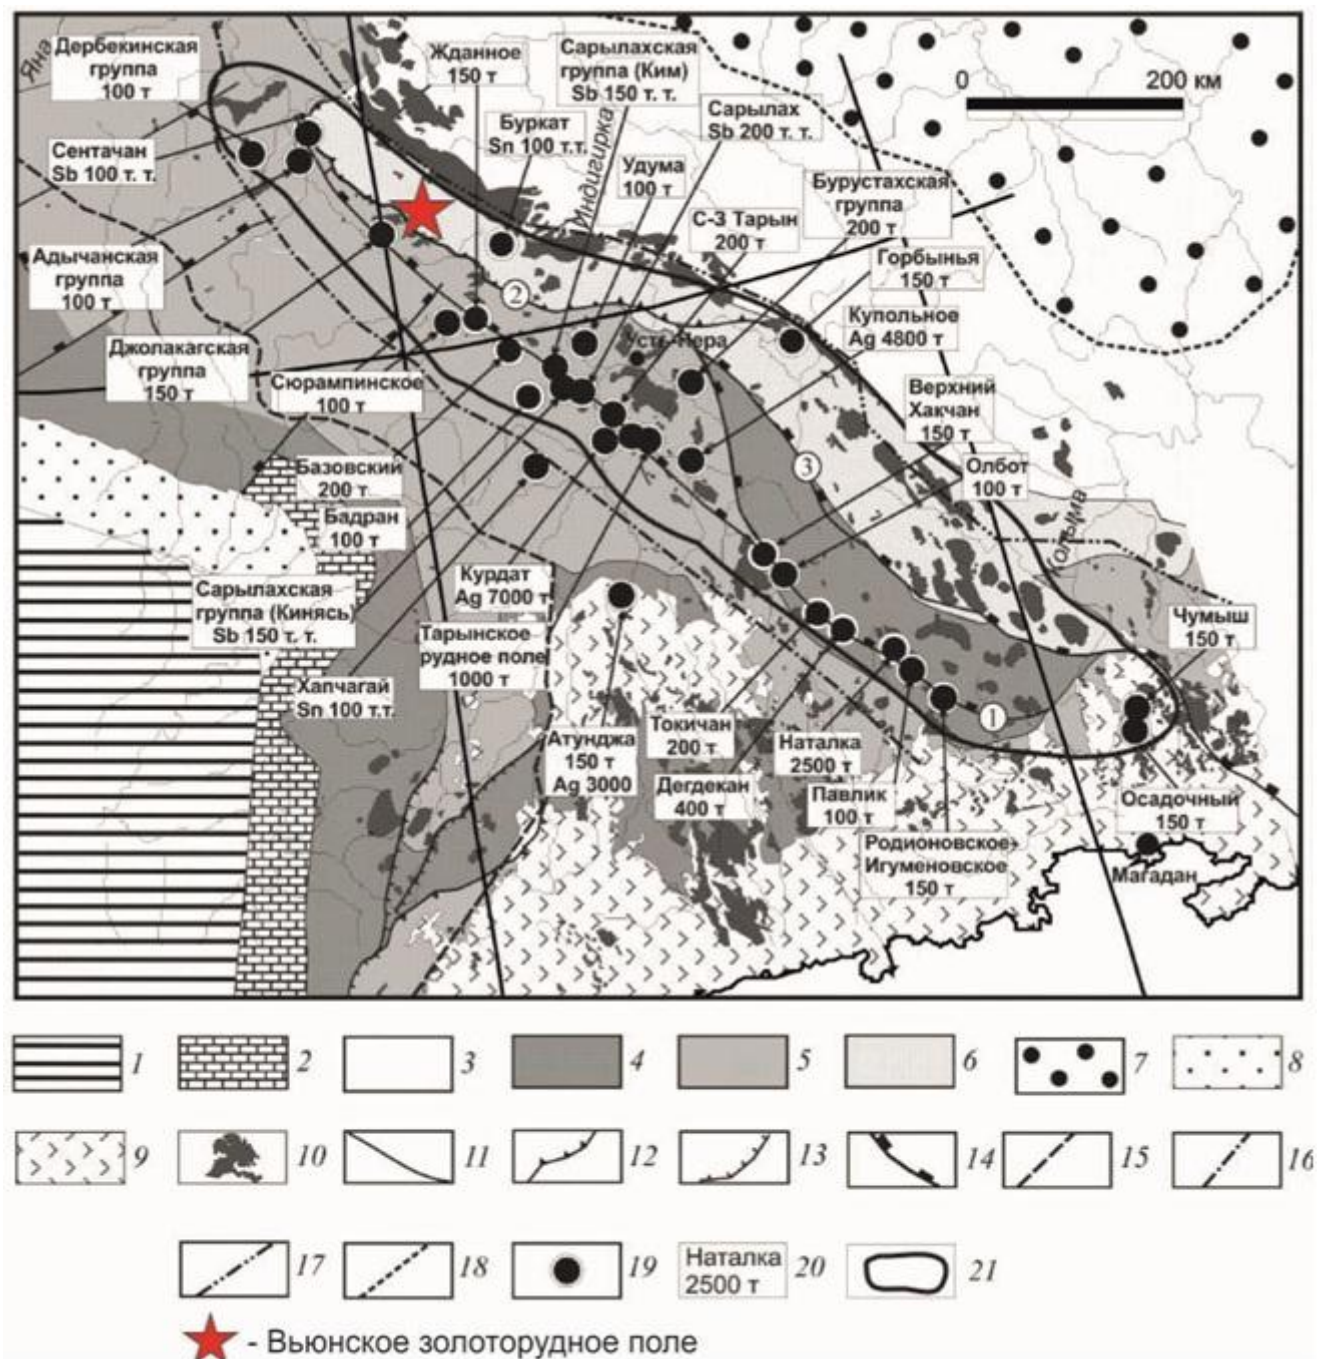 Яна
Дербекинская
группа
100 т
Жданное
150 т
Сарылахская
группа (Ким)
Sb 150 т. т.
0 200 км
Буркат
Sn 100 т.т.
Индигирка
Сарылах
Sb 200 т. т.
Сентачан
Sb 100 т. т.
Удума
100 т
Бурустахская
группа
200 т
С-З Тарын
200 т
Адычанская
группа
100 т
Горбынья
150 т
2
Купольное
Ag 4800 т
Джолакагская
группа
150 т
Усть-Нера
Сюрампинское
100 т
Верхний
Хакчан
150 т
Базовский
200 т
3
Олбот
100 т
Бадран
100 т
Колыма
Сарылахская
группа (Кинясь)
Sb 150 т. т.
Курдат
Ag 7000 т
Чумыш
150 т
Тарынское
рудное поле
1000 т
Хапчагай
Sn 100 т.т.
1
Атунджа
150 т
Ag 3000
Токичан
200 т
Наталка
2500 т
Дегдекан
400 т
Павлик
100 т
Осадочный
150 т
Родионовское-
Игуменовское
150 т
Магадан
1 2 3 4 5 6 7 8
9 10 11 12 13 14 15 16
17 18 19 Наталка
2500 т 20 21
- Вьюнское золоторудное поле